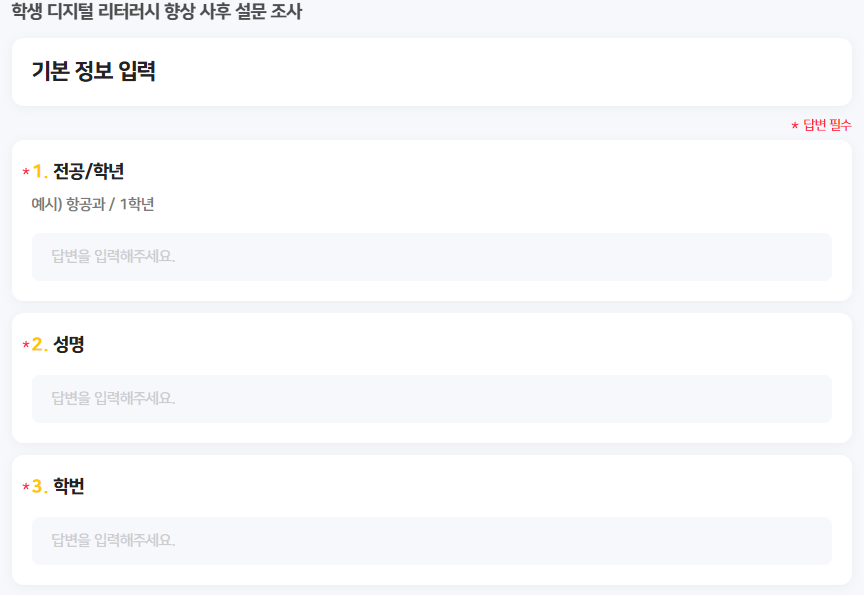 학생 디지털 리터러시 향상 사후 설문 조사
기본 정보 입력
* 답변 필수
*1. 전공/학년
예시) 항공과 / 1학년
답변을 입력해주세요.
*2. 성명
답변을 입력해주세요.
*3. 학번
답변을 입력해주세요.